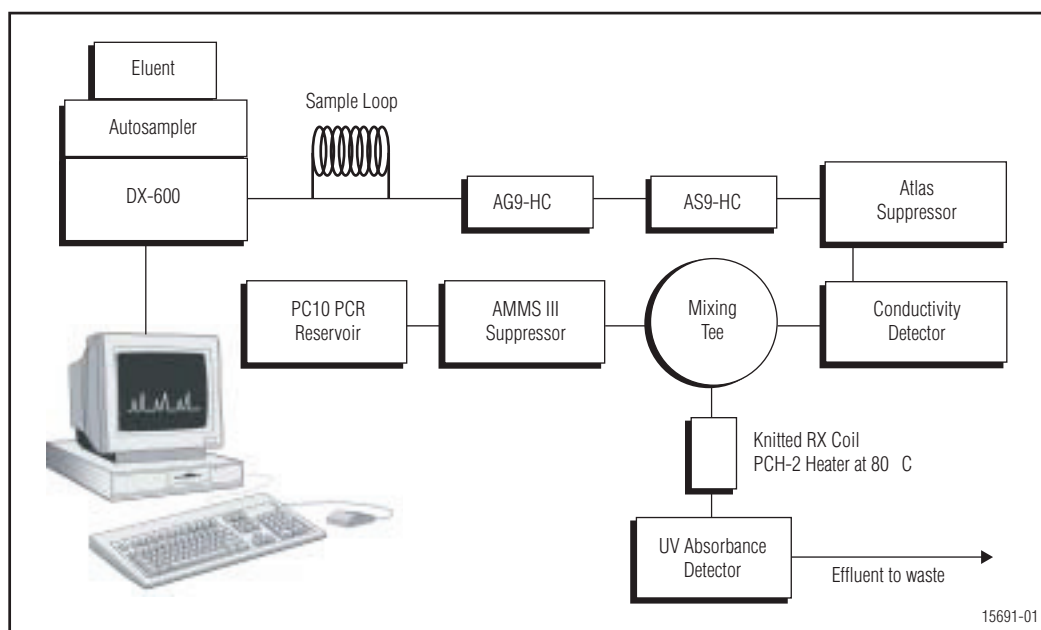 Eluent
Autosampler
DX-600
Sample Loop
AG9-HC
AS9-HC
Atlas
Suppressor
PC10 PCR
Reservoir
AMMS III
Suppressor
Mixing
Tee
Conductivity
Detector
Knitted RX Coil
PCH-2 Heater at 80 C
UV Absorbance
Detector
Effluent to waste
15691-01